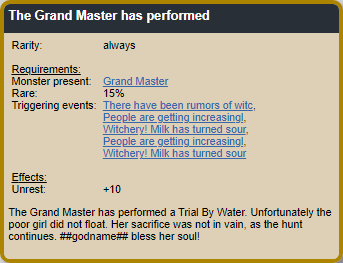 The Grand Master has performed
Rarity: always
Requirements:
Monster present: Grand Master
Rare: 15%
Triggering events: There have been rumors of witc,
People are getting increasingl,
Witchery! Milk has turned sour,
People are getting increasingl,
Witchery! Milk has turned sour
Effects:
Unrest: +10
The Grand Master has performed a Trial By Water. Unfortunately the
poor girl did not float. Her sacrifice was not in vain, as the hunt
continues. ##godname## bless her soul!